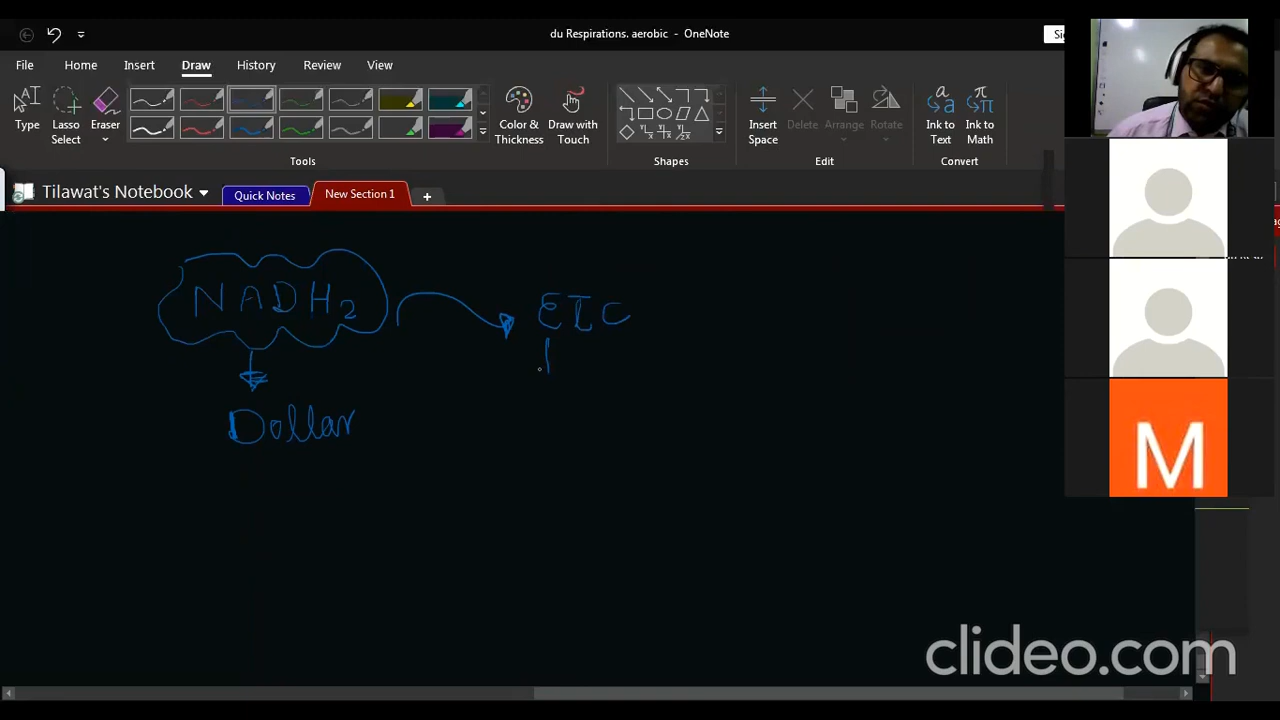 du Respirations. aerobic - OneNote
File Home Insert Draw History Review View
Type
Lasso Select
Eraser
Color & Thickness
Draw with Touch
Insert Space
Delete
Arrange
Rotate
Ink to Text
Ink to Math
Tools
Shapes
Edit
Convert
Tilawat's Notebook
Quick Notes
New Section 1
NADH2
ETC
Dollar
M
clideo.com